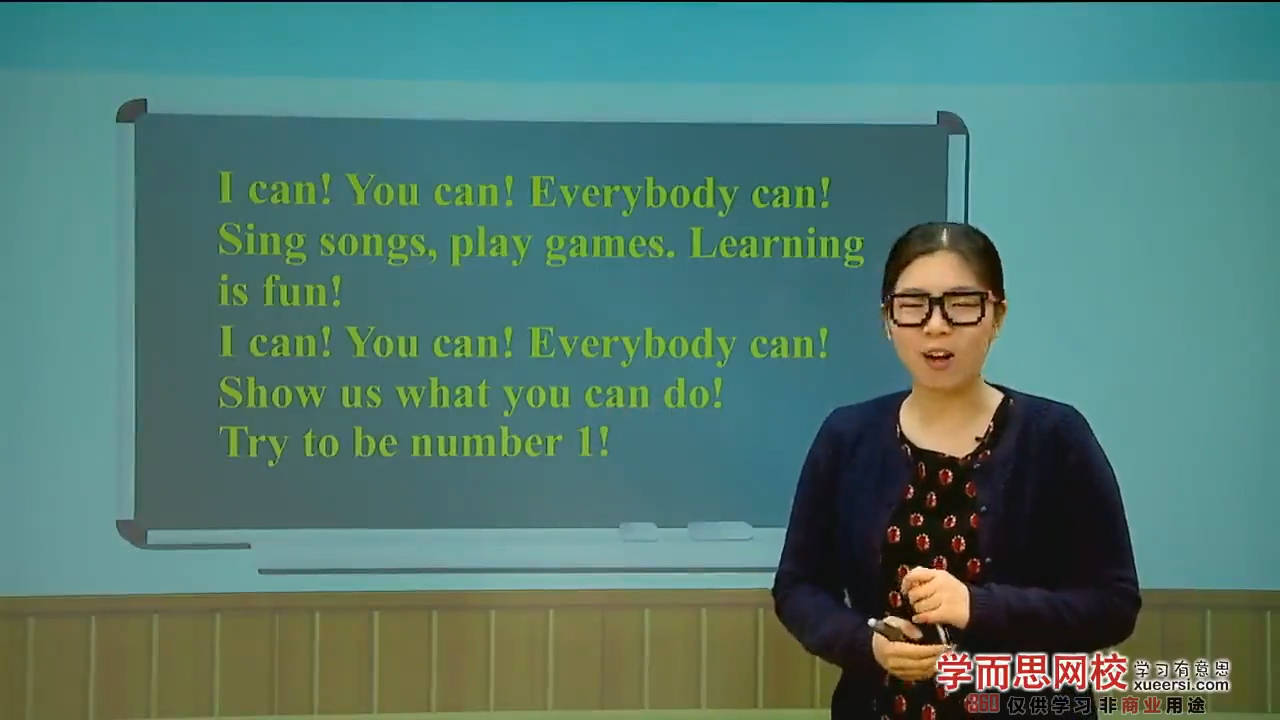 I can! You can! Everybody can!
Sing songs, play games. Learning
is fun!
I can! You can! Everybody can!
Show us what you can do!
Try to be number 1!
学而思网校 学习有意思
xueersi.com
360 仅供学习 非商业用途